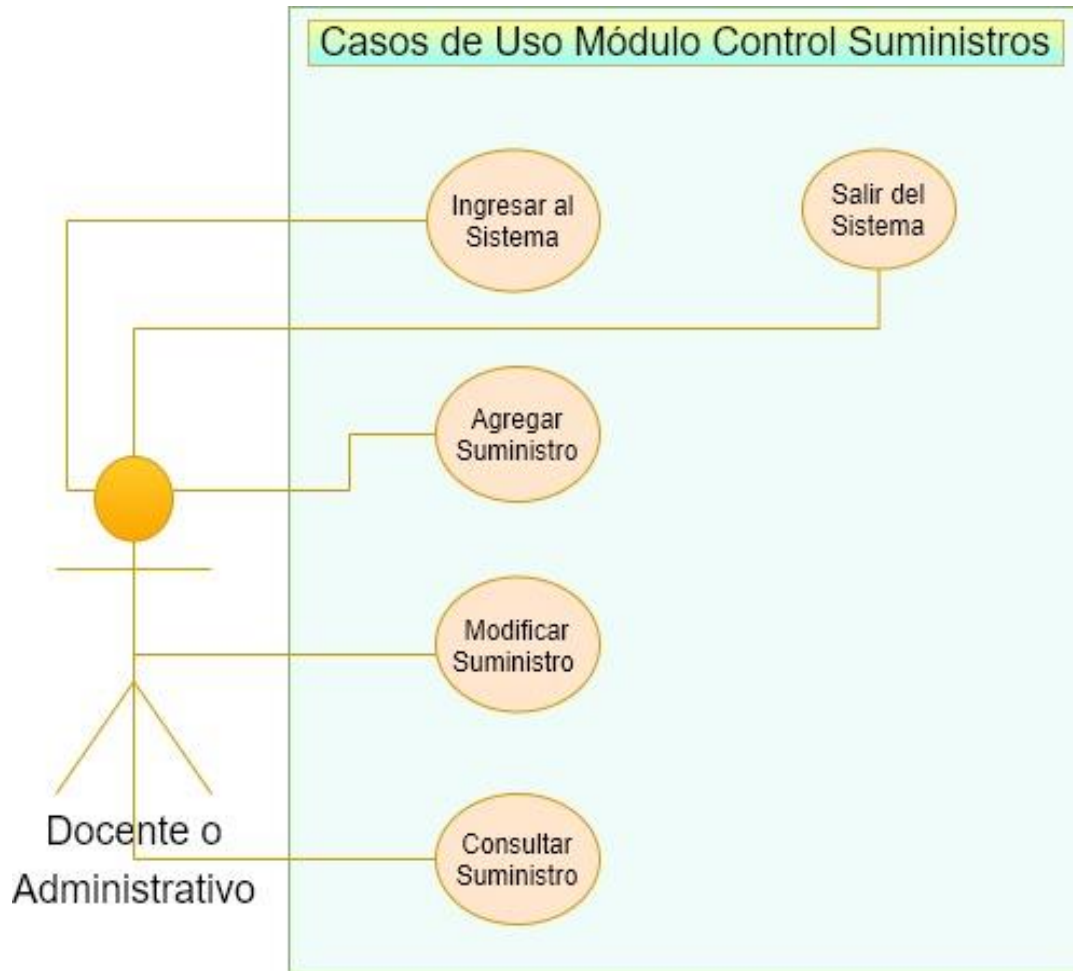 Casos de Uso Módulo Control Suministros
Ingresar al
Sistema
Salir del
Sistema
Agregar
Suministro
Modificar
Suministro
Consultar
Suministro
Docente o
Administrativo